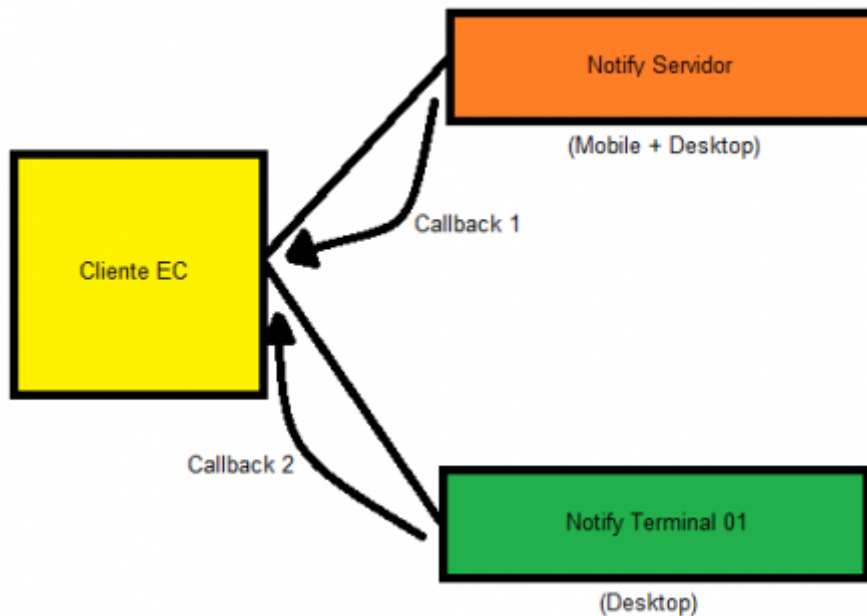 Notify Servidor
(Mobile + Desktop)
Callback 1
Cliente EC
Callback 2
Notify Terminal 01
(Desktop)